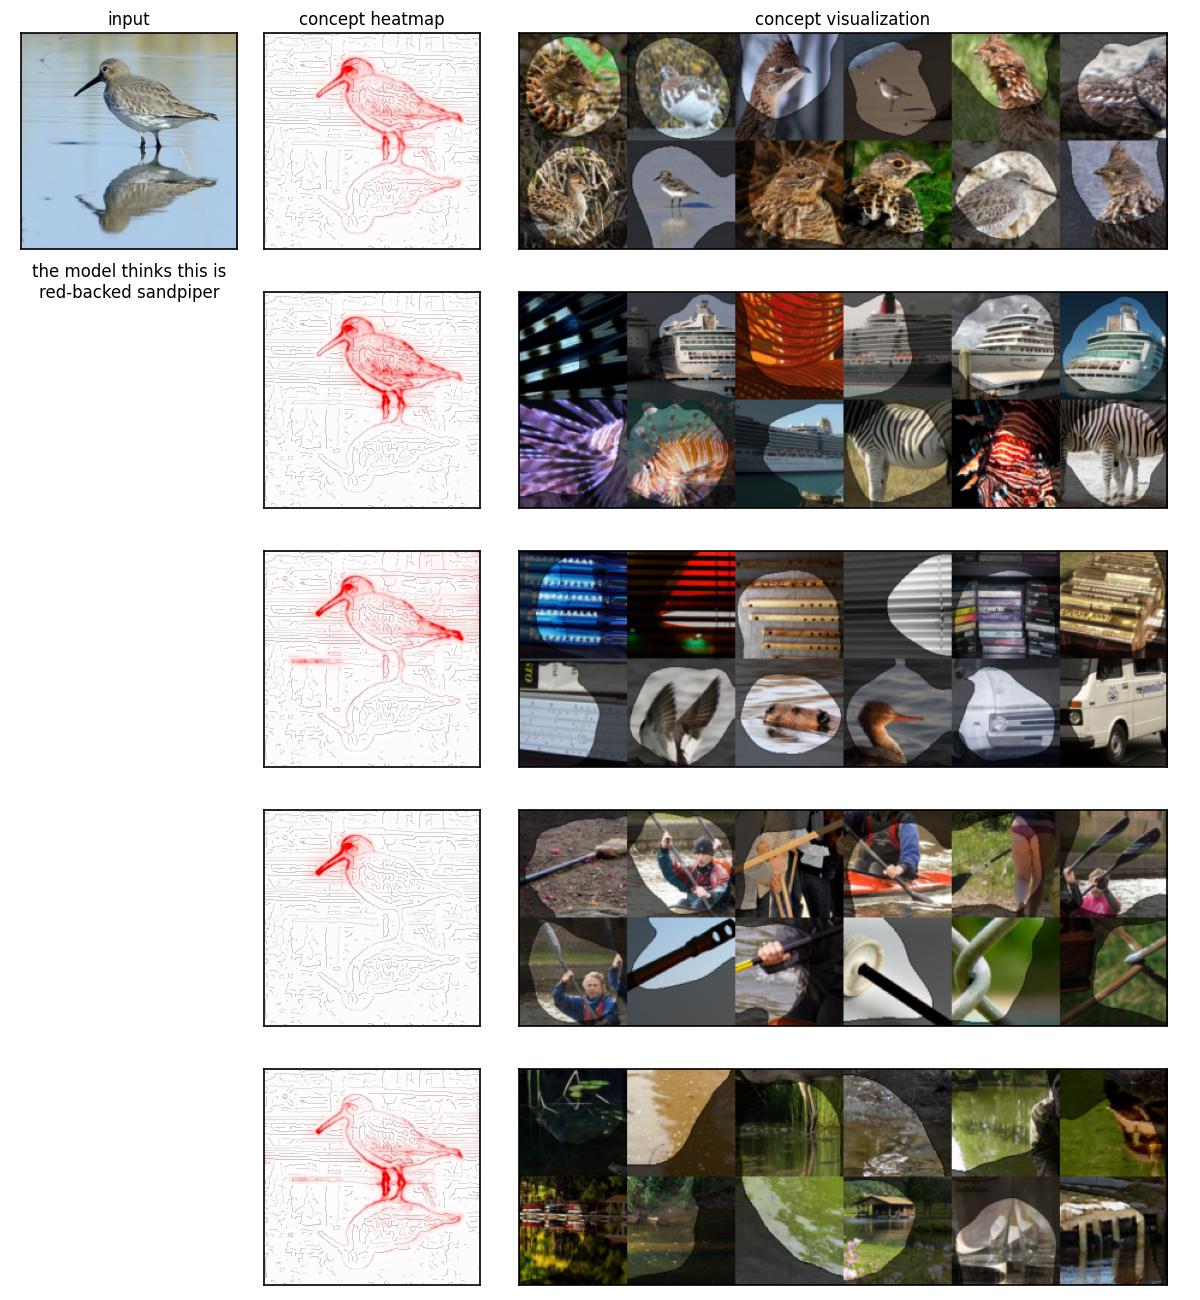 input
concept heatmap
concept visualization
the model thinks this is
red-backed sandpiper